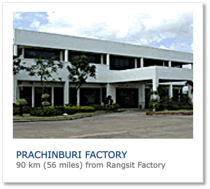 PRACHINBURI FACTORY
90 km (56 miles) from Rangsit Factory